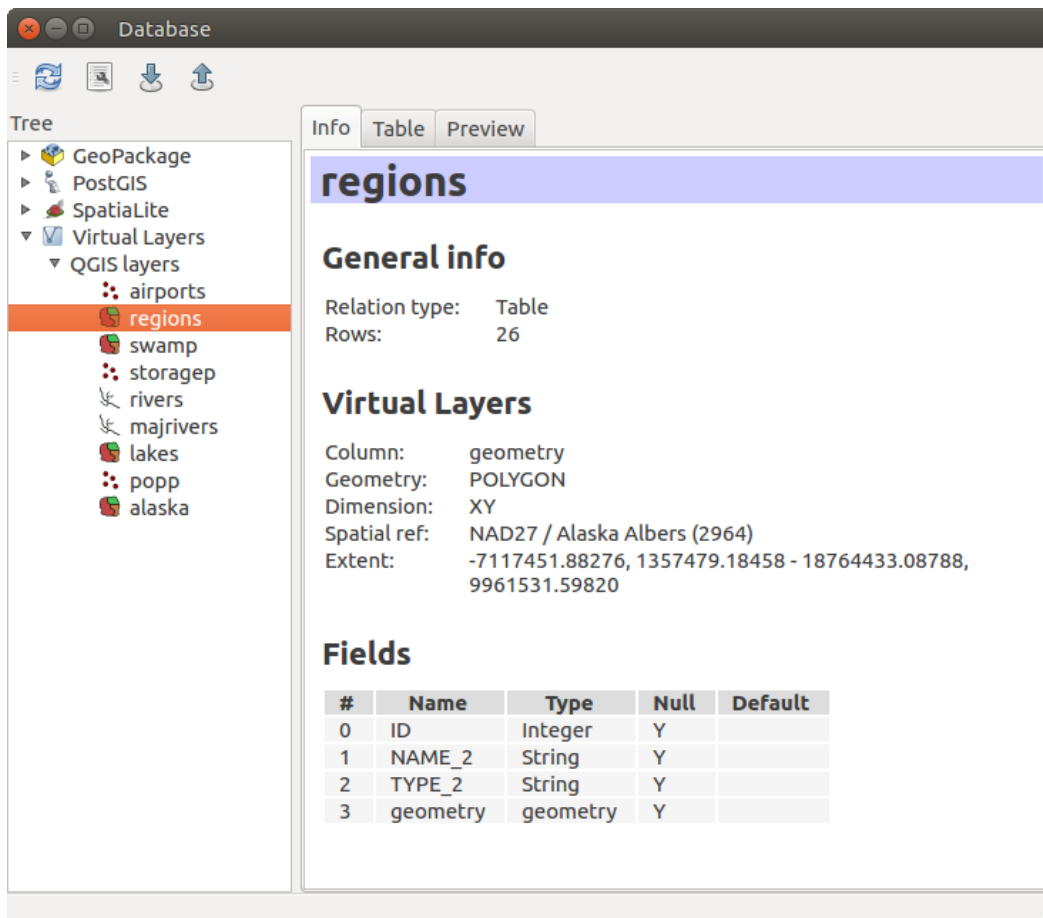 Database
Tree
GeoPackage
PostGIS
SpatiaLite
Virtual Layers
QGIS layers
airports
regions
swamp
storagep
rivers
majrivers
lakes
popp
alaska
Info Table Preview
regions
General info
Relation type: Table
Rows: 26
Virtual Layers
Column: geometry
Geometry: POLYGON
Dimension: XY
Spatial ref: NAD27 / Alaska Albers (2964)
Extent: -7117451.88276, 1357479.18458 - 18764433.08788,
9961531.59820
Fields
# Name Type Null Default
0 ID Integer Y
1 NAME_2 String Y
2 TYPE_2 String Y
3 geometry geometry Y